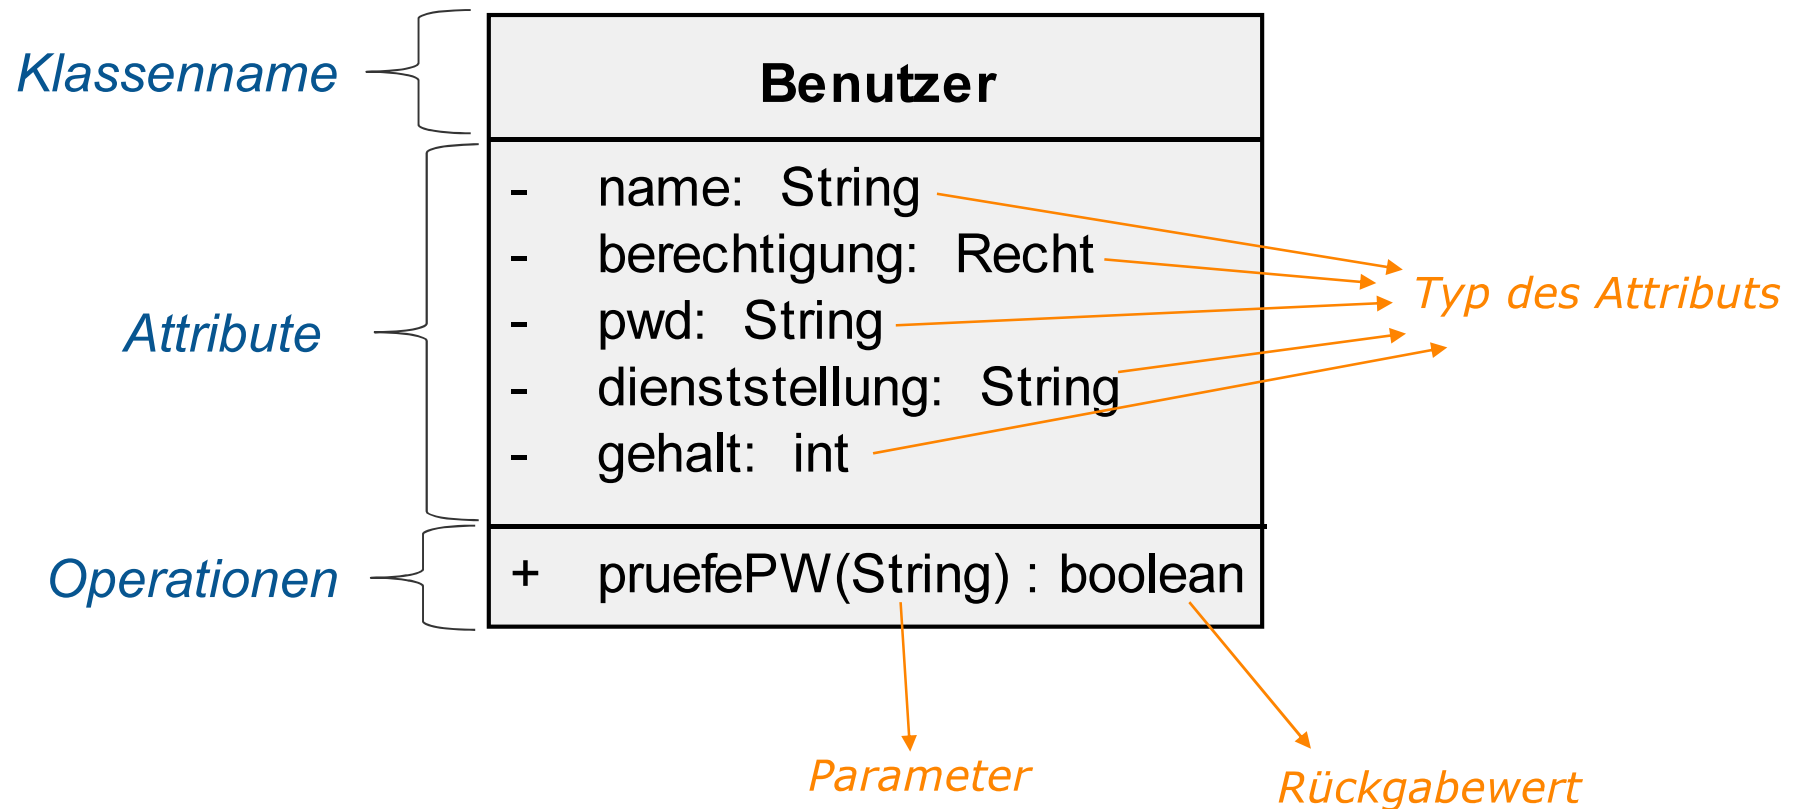 Klassenname
Benutzer
Attribute
- name: String
- berechtigung: Recht
- pwd: String
- dienststellung: String
- gehalt: int
Typ des Attributs
Operationen
+ pruefePW(String) : boolean
Parameter
Rückgabewert